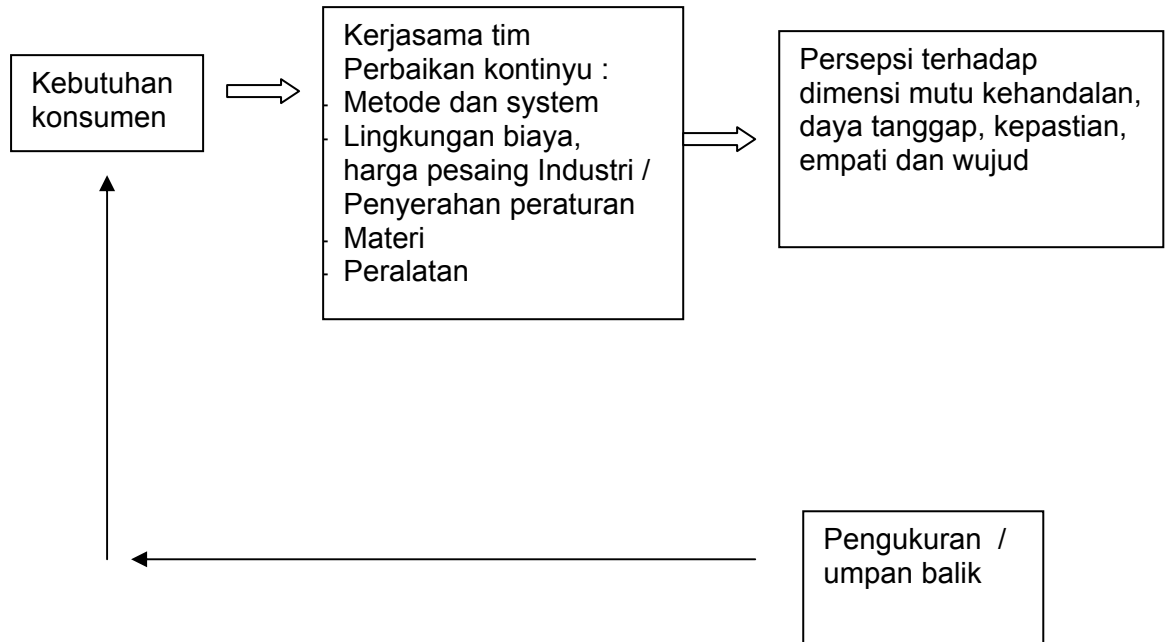 Kebutuhan
konsumen
Kerjasama tim
Perbaikan kontinyu :
- Metode dan system
- Lingkungan biaya,
harga pesaing Industri /
Penyerahan peraturan
- Materi
- Peralatan
Persepsi terhadap
dimensi mutu kehandalan,
daya tanggap, kepastian,
empati dan wujud
Pengukuran /
umpan balik